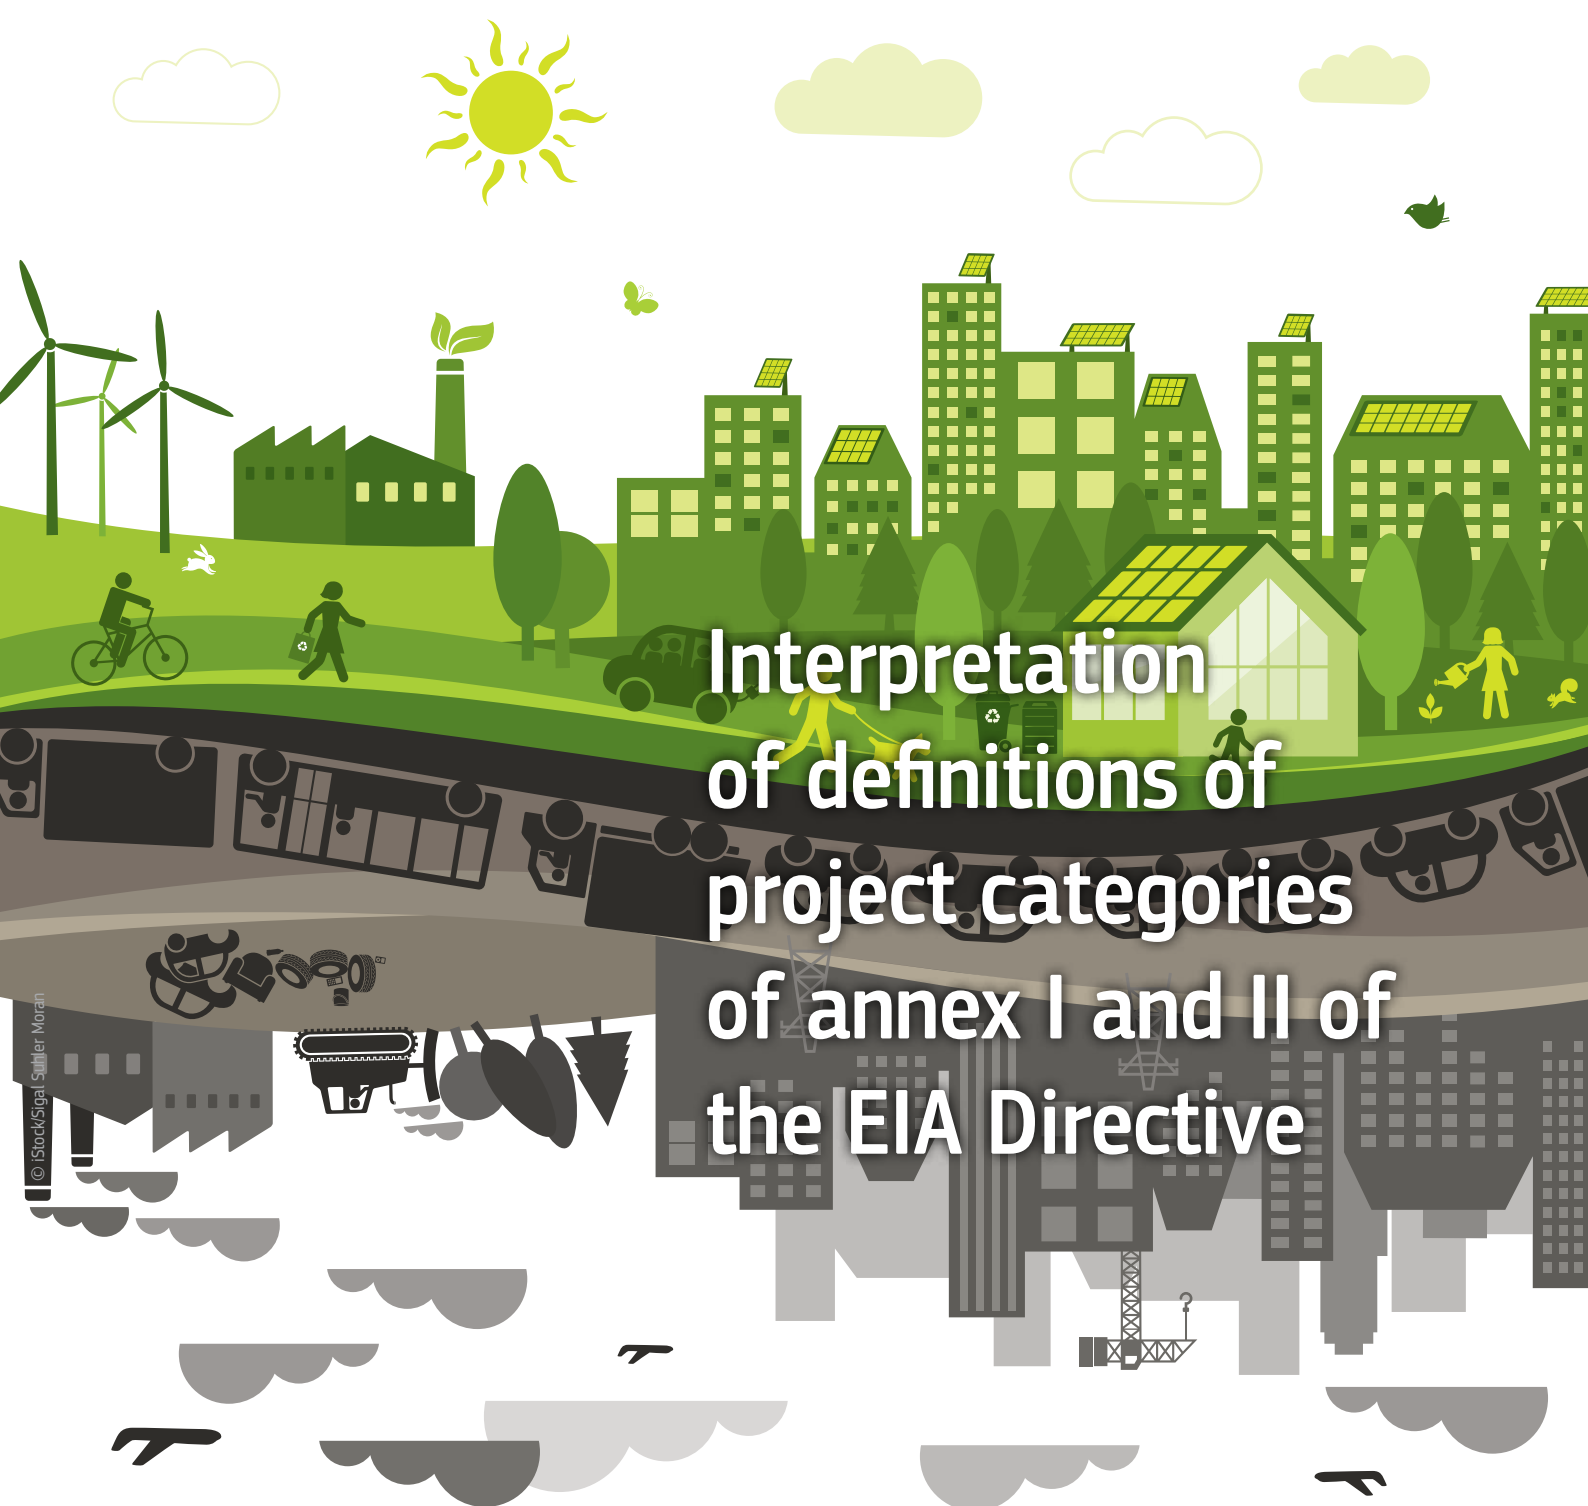 Interpretation
of definitions of
project categories
of annex I and II of
the EIA Directive
© iStock/Sigal Suhler Moran